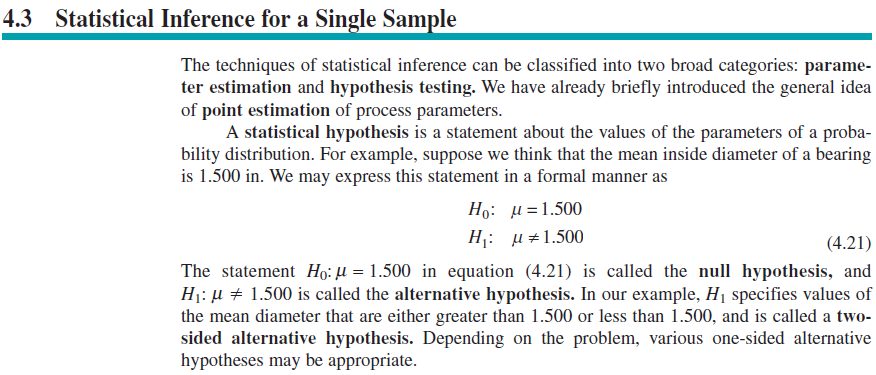 4.3 Statistical Inference for a Single Sample
The techniques of statistical inference can be classified into two broad categories: parame-
ter estimation and hypothesis testing. We have already briefly introduced the general idea
of point estimation of process parameters.
A statistical hypothesis is a statement about the values of the parameters of a proba-
bility distribution. For example, suppose we think that the mean inside diameter of a bearing
is 1.500 in. We may express this statement in a formal manner as
H₀: μ = 1.500
H₁: μ ≠ 1.500 (4.21)
The statement H₀: μ = 1.500 in equation (4.21) is called the null hypothesis, and
H₁: μ ≠ 1.500 is called the alternative hypothesis. In our example, H₁ specifies values of
the mean diameter that are either greater than 1.500 or less than 1.500, and is called a two-
sided alternative hypothesis. Depending on the problem, various one-sided alternative
hypotheses may be appropriate.